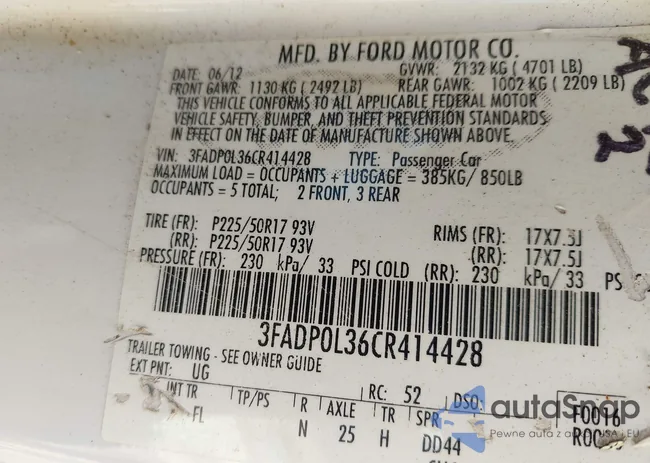 MFD. BY FORD MOTOR CO.
DATE: 06/12 GVWR: 2132 KG ( 4701 LB)
FRONT GAWR: 1130 KG ( 2492 LB) REAR GAWR: 1002 KG ( 2209 LB)
THIS VEHICLE CONFORMS TO ALL APPLICABLE FEDERAL MOTOR
VEHICLE SAFETY, BUMPER, AND THEFT PREVENTION STANDARDS
IN EFFECT ON THE DATE OF MANUFACTURE SHOWN ABOVE.
VIN: 3FADP0L36CR414428 TYPE: Passenger Car
MAXIMUM LOAD = OCCUPANTS + LUGGAGE = 385KG/ 850LB
OCCUPANTS = 5 TOTAL; 2 FRONT, 3 REAR
TIRE (FR): P225/50R17 93V RIMS (FR): 17X7.5J
(RR): P225/50R17 93V (RR): 17X7.5J
PRESSURE (FR): 230 kPa/ 33 PSI COLD (RR): 230 kPa/ 33 PS
3FADP0L36CR414428
TRAILER TOWING - SEE OWNER GUIDE
EXT PNT: UG RC: 52 DSO:
INT TR TP/PS R AXLE TR SPR F0016
FL N 25 H DD44
autoSnap
Pewne auta z USA i EU